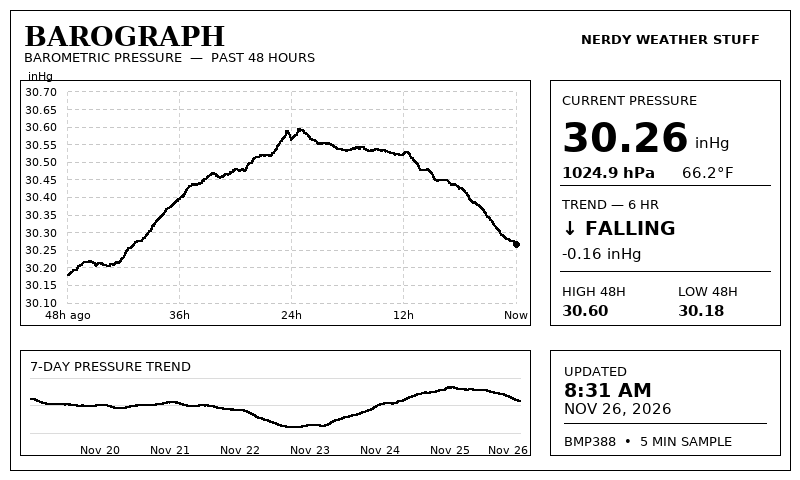 BAROGRAPH
BAROMETRIC PRESSURE — PAST 48 HOURS
NERDY WEATHER STUFF
inHg
30.70
30.65
30.60
30.55
30.50
30.45
30.40
30.35
30.30
30.25
30.20
30.15
30.10
48h ago 36h 24h 12h Now
CURRENT PRESSURE
30.26 inHg
1024.9 hPa 66.2°F
TREND — 6 HR
↓ FALLING
-0.16 inHg
HIGH 48H LOW 48H
30.60 30.18
7-DAY PRESSURE TREND
Nov 20 Nov 21 Nov 22 Nov 23 Nov 24 Nov 25 Nov 26
UPDATED
8:31 AM
NOV 26, 2026
BMP388 • 5 MIN SAMPLE